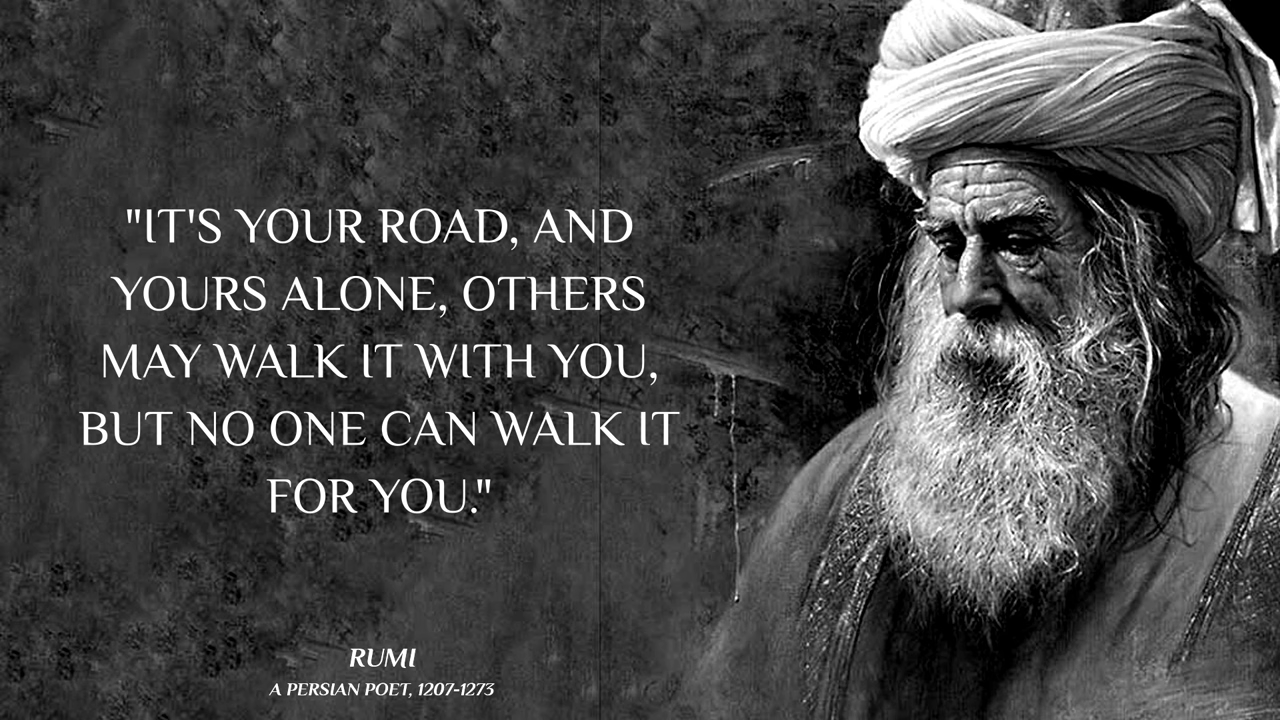 "IT'S YOUR ROAD, AND
YOURS ALONE, OTHERS
MAY WALK IT WITH YOU,
BUT NO ONE CAN WALK IT
FOR YOU."
RUMI
A PERSIAN POET, 1207-1273